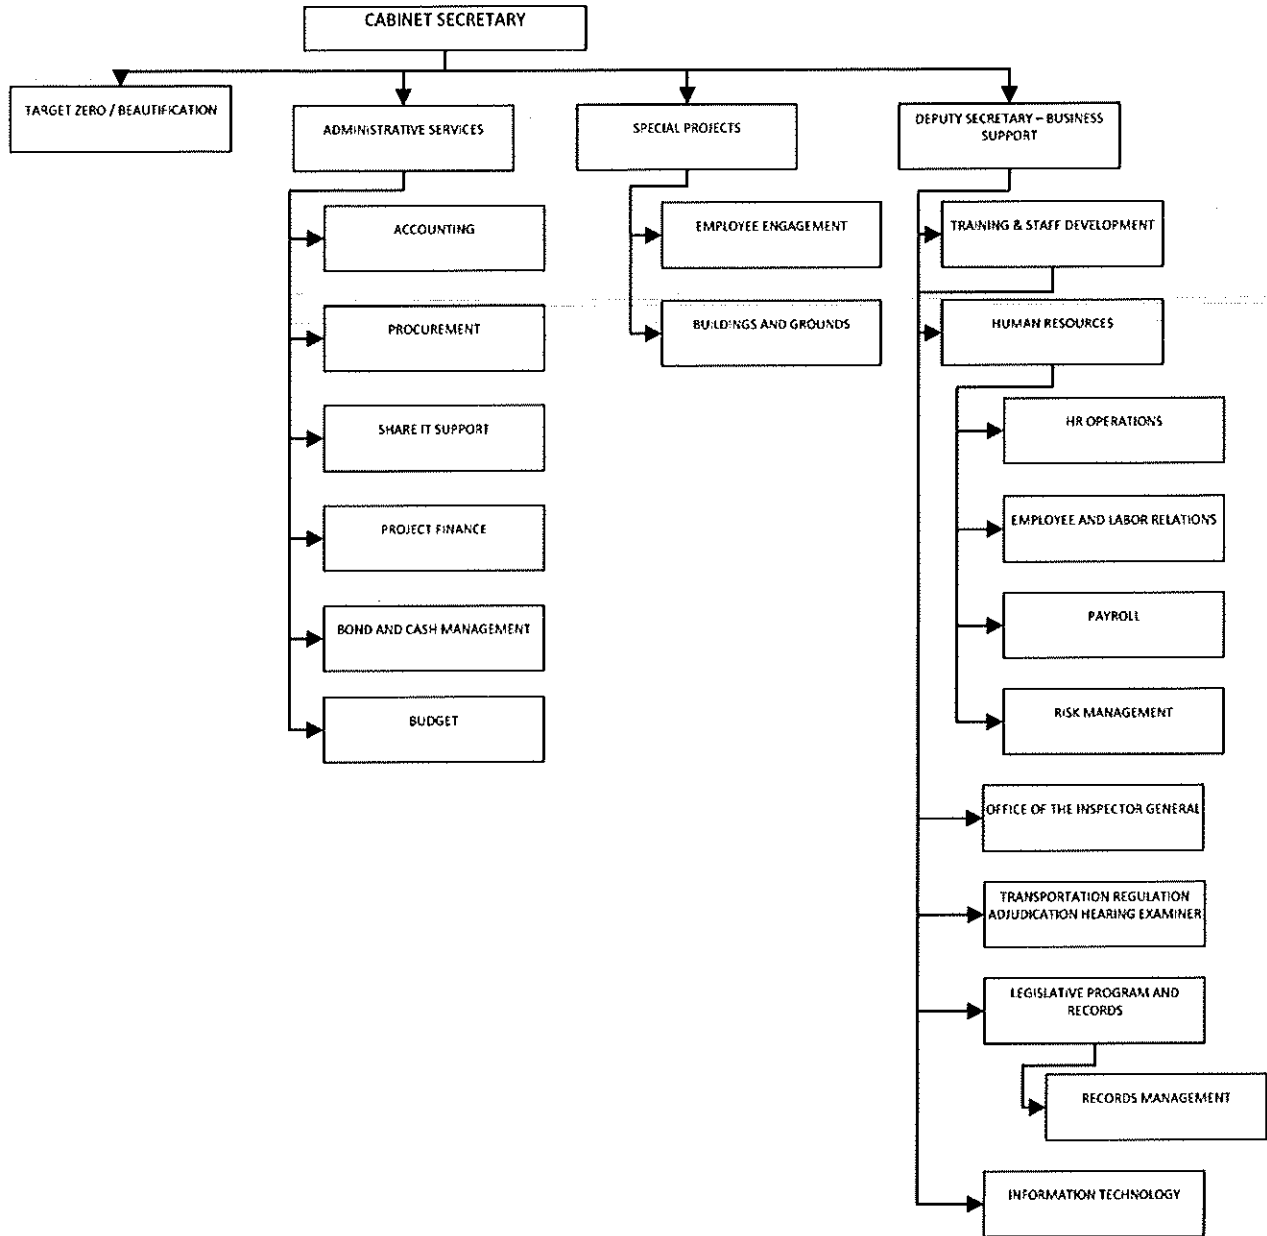 CABINET SECRETARY
TARGET ZERO / BEAUTIFICATION
ADMINISTRATIVE SERVICES
SPECIAL PROJECTS
DEPUTY SECRETARY – BUSINESS
SUPPORT
ACCOUNTING
PROCUREMENT
SHARE IT SUPPORT
PROJECT FINANCE
BOND AND CASH MANAGEMENT
BUDGET
EMPLOYEE ENGAGEMENT
BUILDINGS AND GROUNDS
TRAINING & STAFF DEVELOPMENT
HUMAN RESOURCES
HR OPERATIONS
EMPLOYEE AND LABOR RELATIONS
PAYROLL
RISK MANAGEMENT
OFFICE OF THE INSPECTOR GENERAL
TRANSPORTATION REGULATION
ADJUDICATION HEARING EXAMINER
LEGISLATIVE PROGRAM AND
RECORDS
RECORDS MANAGEMENT
INFORMATION TECHNOLOGY